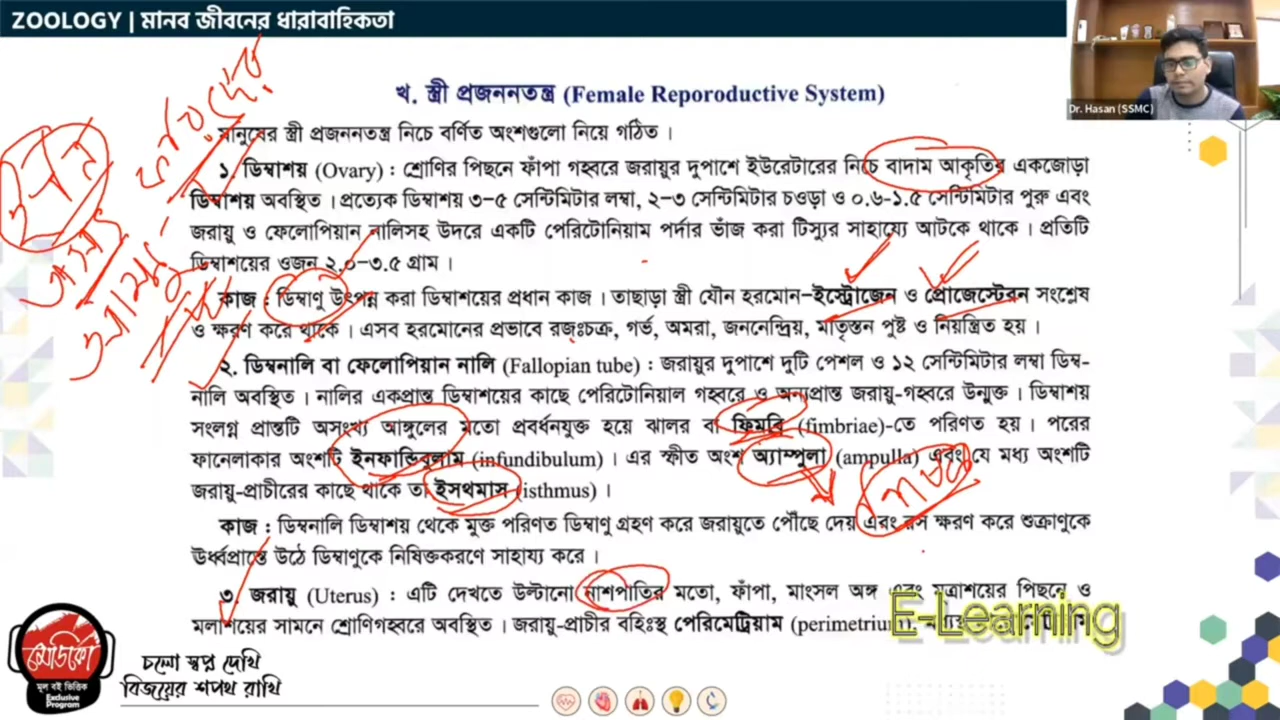 ZOOLOGY | মানব জীবনের ধারাবাহিকতা
Dr. Hasan (SSMC)
খ. স্ত্রী প্রজননতন্ত্র (Female Reporoductive System)
মানুষের স্ত্রী প্রজননতন্ত্র নিচে বর্ণিত অংশগুলো নিয়ে গঠিত ।
১. ডিম্বাশয় (Ovary) : শ্রোণির পিছনে ফাঁপা গহ্বরে জরায়ুর দুপাশে ইউরেটারের নিচে বাদাম আকৃতির একজোড়া
ডিম্বাশয় অবস্থিত । প্রত্যেক ডিম্বাশয় ৩–৫ সেন্টিমিটার লম্বা, ২–৩ সেন্টিমিটার চওড়া ও ০.৬–১.৫ সেন্টিমিটার পুরু এবং
জরায়ু ও ফেলোপিয়ান নালিসহ উদরে একটি পেরিটোনিয়াম পর্দার ভাঁজ করা টিস্যুর সাহায্যে আটকে থাকে । প্রতিটি
ডিম্বাশয়ের ওজন ২.০–৩.৫ গ্রাম ।
কাজ : ডিম্বাণু উৎপন্ন করা ডিম্বাশয়ের প্রধান কাজ । তাছাড়া স্ত্রী যৌন হরমোন–ইস্ট্রোজেন ও প্রোজেস্টেরন সংশ্লেষ
ও ক্ষরণ করে থাকে । এসব হরমোনের প্রভাবে রজঃচক্র, গর্ভ, অমরা, জননেন্দ্রিয়, মাতৃস্তন পুষ্ট ও নিয়ন্ত্রিত হয় ।
২. ডিম্বনালি বা ফেলোপিয়ান নালি (Fallopian tube) : জরায়ুর দুপাশে দুটি পেশল ও ১২ সেন্টিমিটার লম্বা ডিম্ব-
নালি অবস্থিত । নালির একপ্রান্ত ডিম্বাশয়ের কাছে পেরিটোনিয়াল গহ্বরে ও অন্যপ্রান্ত জরায়ু-গহ্বরে উন্মুক্ত । ডিম্বাশয়
সংলগ্ন প্রান্তটি অসংখ্য আঙ্গুলের মতো প্রবর্ধনযুক্ত হয়ে ঝালর বা ফিমব্রি (fimbriae)-তে পরিণত হয় । পরের
ফানেলাকার অংশটি ইনফান্ডিবুলাম (infundibulum) । এর স্ফীত অংশ অ্যাম্পুলা (ampulla) এবং যে মধ্য অংশটি
জরায়ু-প্রাচীরের কাছে থাকে তা ইসথমাস (isthmus) ।
কাজ : ডিম্বনালি ডিম্বাশয় থেকে মুক্ত পরিণত ডিম্বাণু গ্রহণ করে জরায়ুতে পৌঁছে দেয় এবং রস ক্ষরণ করে শুক্রাণুকে
ঊর্ধ্বপ্রান্তে উঠে ডিম্বাণুকে নিষিক্তকরণে সাহায্য করে ।
৩. জরায়ু (Uterus) : এটি দেখতে উল্টানো নাশপাতির মতো, ফাঁপা, মাংসল অঙ্গ এবং মূত্রাশয়ের পিছনে ও
মলাশয়ের সামনে শ্রোণিগহ্বরে অবস্থিত । জরায়ু-প্রাচীর বহিঃস্থ পেরিমেট্রিয়াম (perimetrium),
E-Learning
মূল বই ভিত্তিক
Exclusive
Program
চলো স্বপ্ন দেখি
বিজয়ের শপথ রাখি